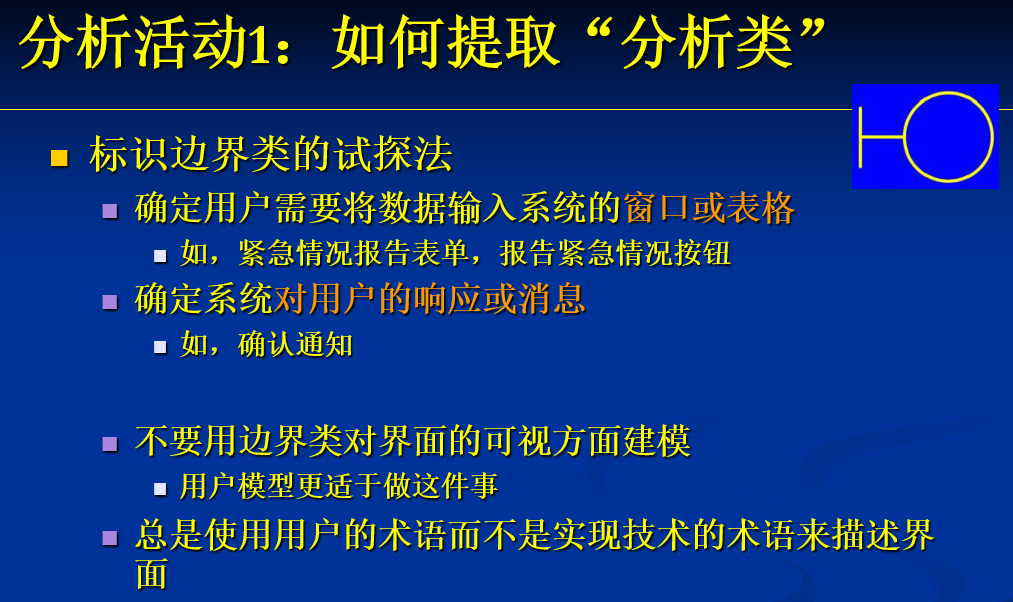 分析活动1：如何提取“分析类”
标识边界类的试探法
确定用户需要将数据输入系统的窗口或表格
如，紧急情况报告表单，报告紧急情况按钮
确定系统对用户的响应或消息
如，确认通知
不要用边界类对界面的可视方面建模
用户模型更适于做这件事
总是使用用户的术语而不是实现技术的术语来描述界
面